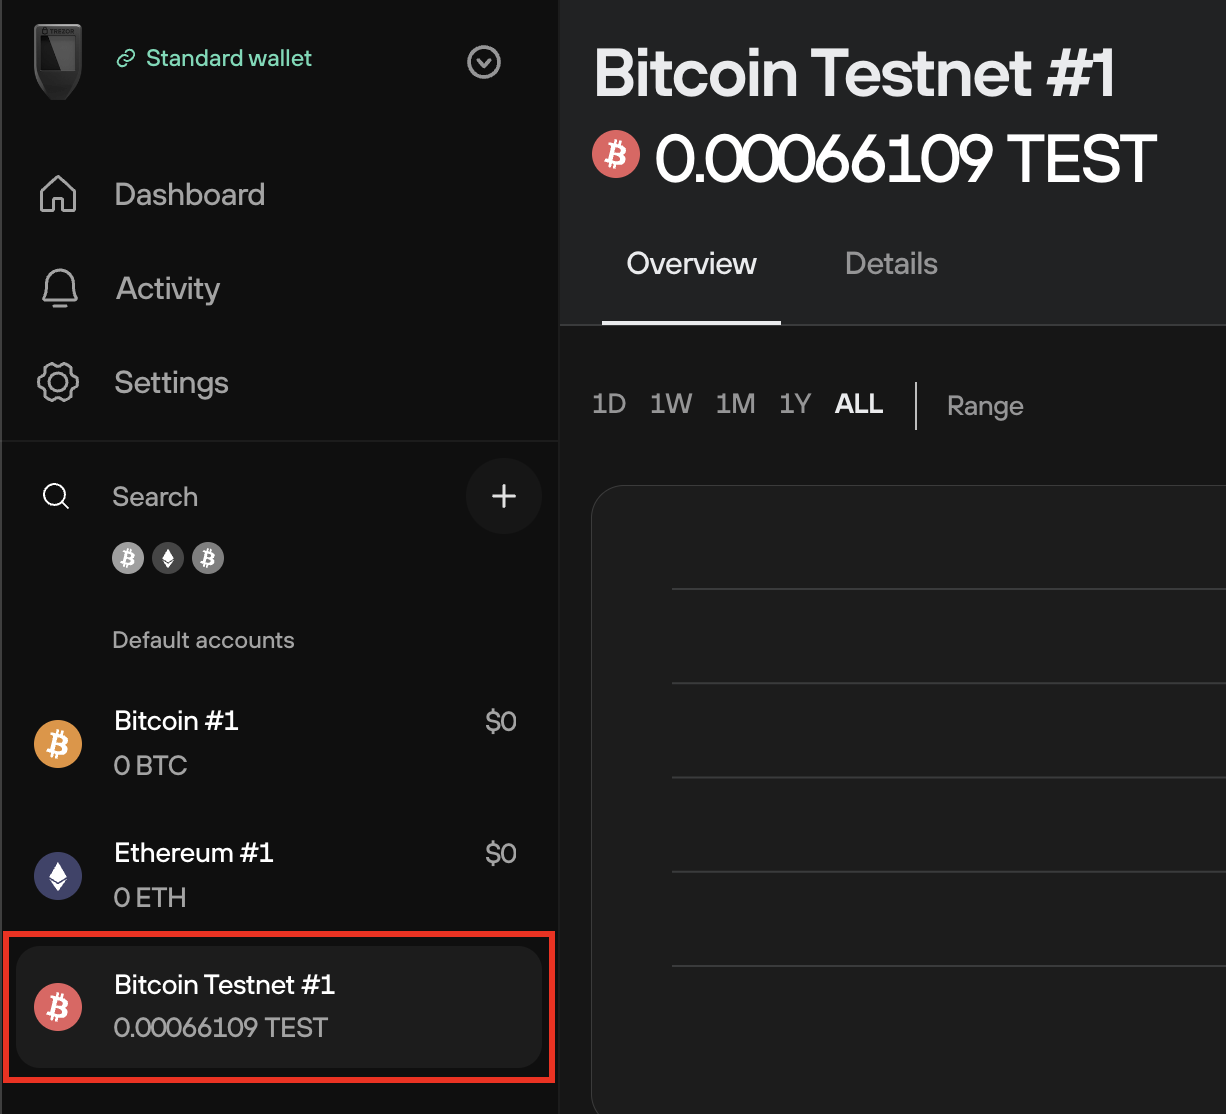 TREZOR
Standard wallet
Dashboard
Activity
Settings
Search
Default accounts
Bitcoin #1
$0
0 BTC
Ethereum #1
$0
0 ETH
Bitcoin Testnet #1
0.00066109 TEST
Bitcoin Testnet #1
0.00066109 TEST
Overview
Details
1D 1W 1M 1Y ALL
Range